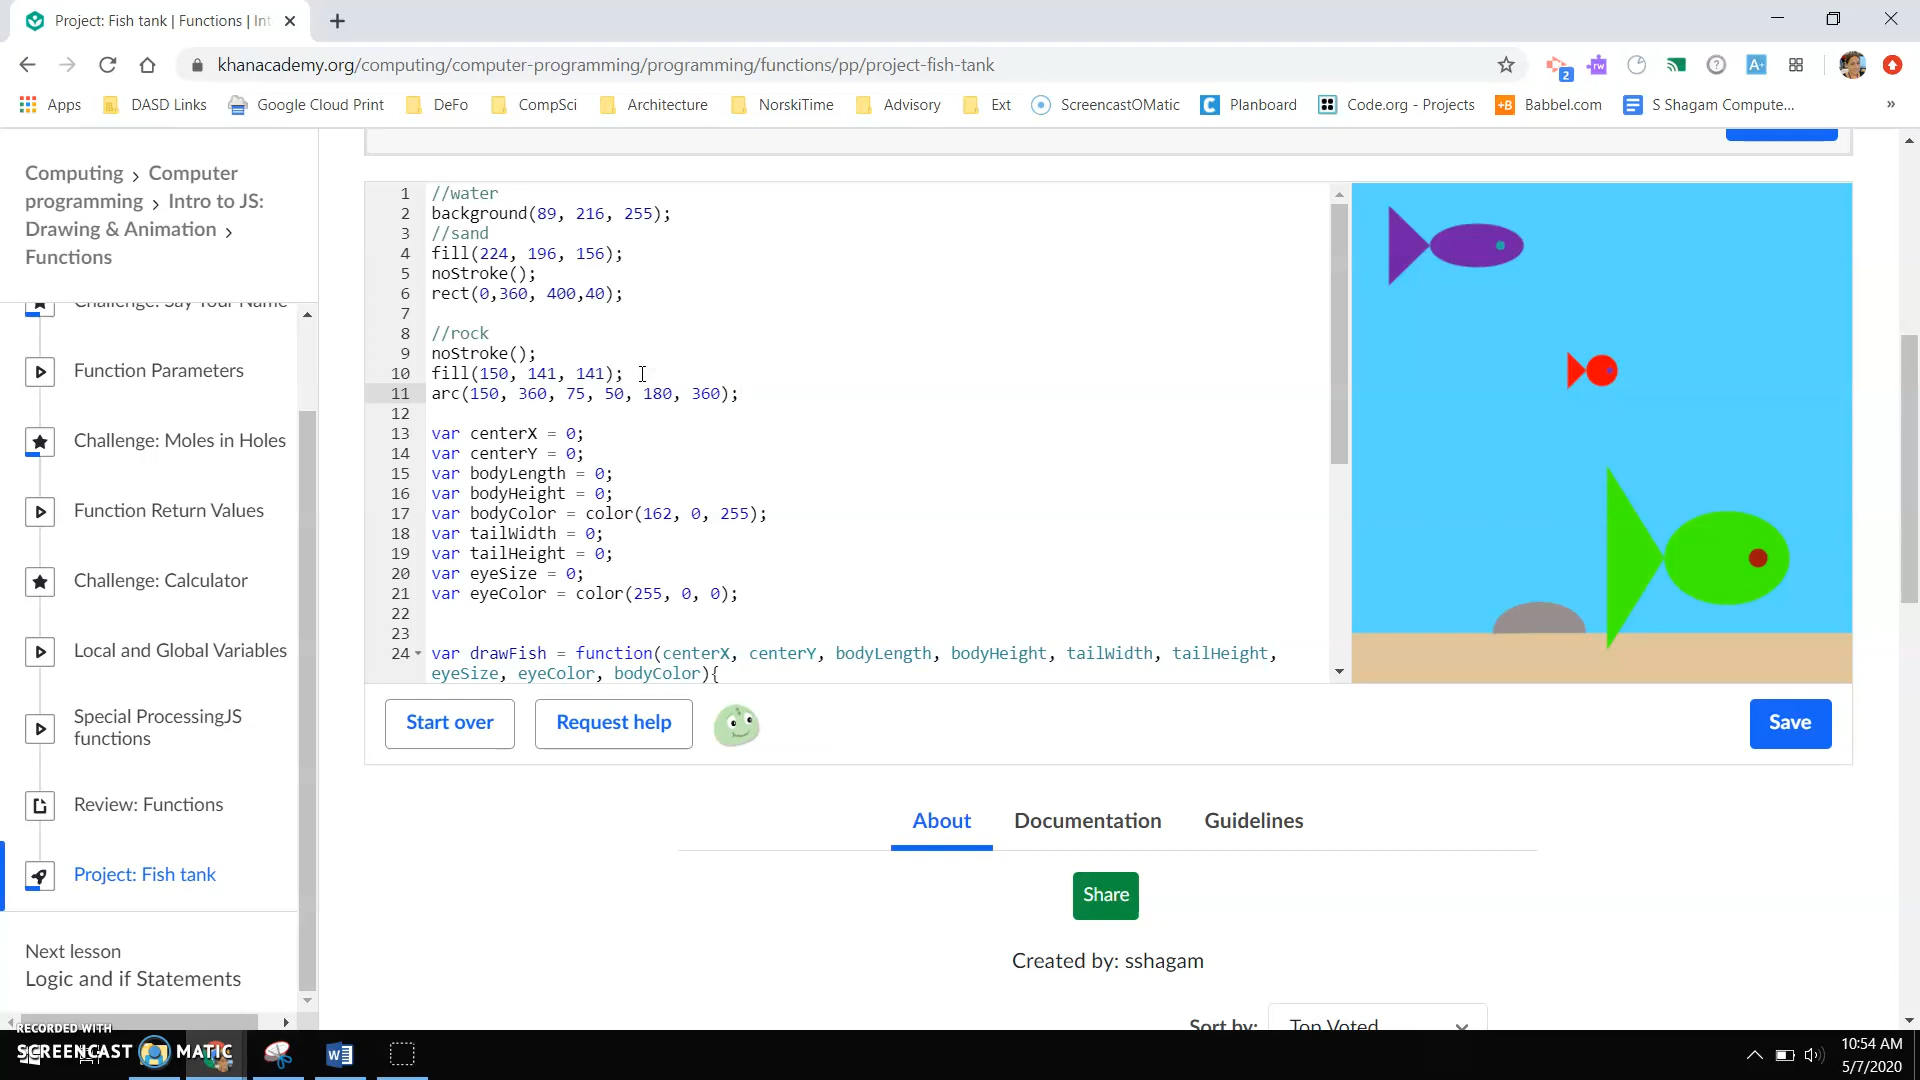 Project: Fish tank | Functions | Int
khanacademy.org/computing/computer-programming/programming/functions/pp/project-fish-tank
2
Apps
DASD Links
Google Cloud Print
DeFo
CompSci
Architecture
NorskiTime
Advisory
Ext
ScreencastOMatic
Planboard
Code.org - Projects
Babbel.com
S Shagam Compute...
»
Computing > Computer
programming > Intro to JS:
Drawing & Animation >
Functions
Challenge: Say Your Name
Function Parameters
Challenge: Moles in Holes
Function Return Values
Challenge: Calculator
Local and Global Variables
Special ProcessingJS
functions
Review: Functions
Project: Fish tank
Next lesson
Logic and if Statements
1 //water
2 background(89, 216, 255);
3 //sand
4 fill(224, 196, 156);
5 noStroke();
6 rect(0,360, 400,40);
7
8 //rock
9 noStroke();
10 fill(150, 141, 141);
11 arc(150, 360, 75, 50, 180, 360);
12
13 var centerX = 0;
14 var centerY = 0;
15 var bodyLength = 0;
16 var bodyHeight = 0;
17 var bodyColor = color(162, 0, 255);
18 var tailWidth = 0;
19 var tailHeight = 0;
20 var eyeSize = 0;
21 var eyeColor = color(255, 0, 0);
22
23
24 var drawFish = function(centerX, centerY, bodyLength, bodyHeight, tailWidth, tailHeight,
eyeSize, eyeColor, bodyColor){
Start over
Request help
Save
About
Documentation
Guidelines
Share
Created by: sshagam
Sort by:
Top Voted
RECORDED WITH
SCREENCAST MATIC
10:54 AM
5/7/2020